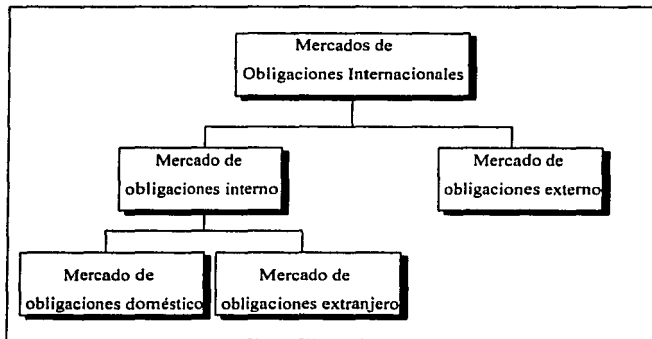 Mercados de
Obligaciones Internacionales
Mercado de
obligaciones interno
Mercado de
obligaciones externo
Mercado de
obligaciones doméstico
Mercado de
obligaciones extranjero